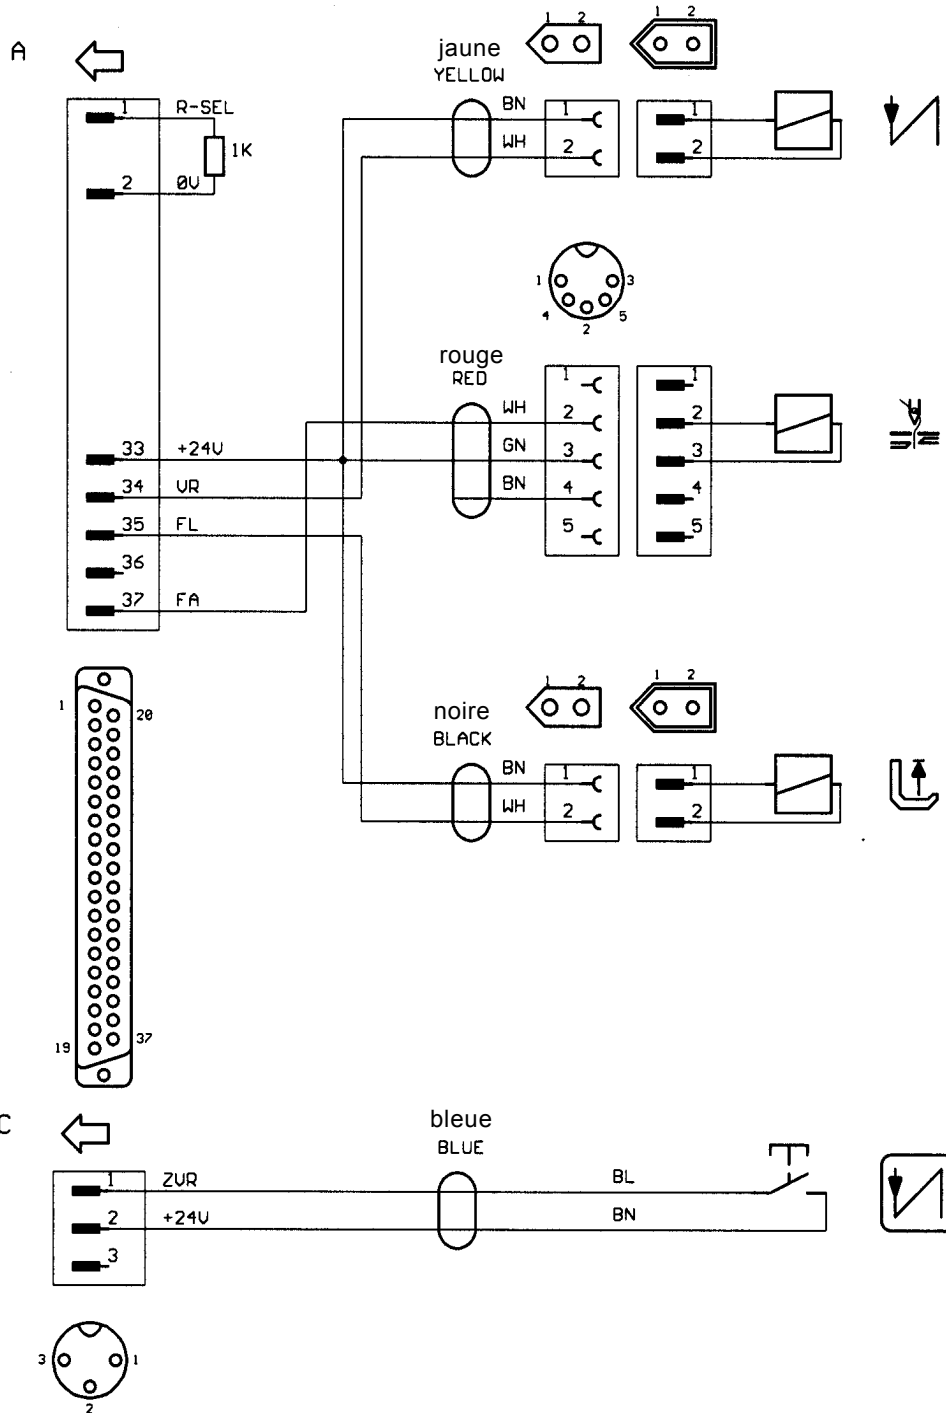 A
1 2
1 2
jaune
YELLOW
1 R-SEL
1K
2 0V
BN 1 1
WH 2 2
1 3
4 5
2
rouge
RED
1 1
WH 2 2
GN 3 3
BN 4 4
5 5
33 +24V
34 VR
35 FL
36
37 FA
1 2
1 2
noire
BLACK
BN 1 1
WH 2 2
1 20
19 37
C
bleue
BLUE
1 ZVR BL
2 +24V BN
3
3 1
2